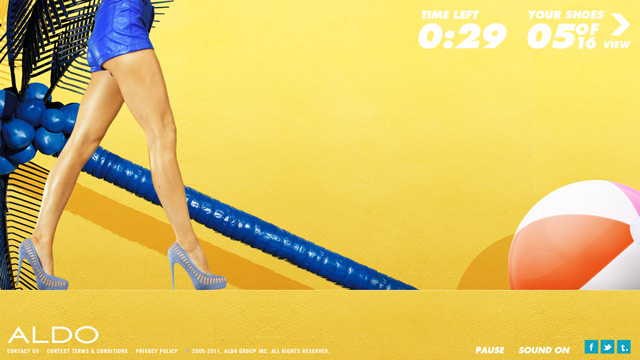 TIME LEFT
0:29
YOUR SHOES
05 OF 16
VIEW
ALDO
CONTACT US CONTEST TERMS & CONDITIONS PRIVACY POLICY 2005-2011. ALDO GROUP INC. ALL RIGHTS RESERVED.
PAUSE SOUND ON
f t.